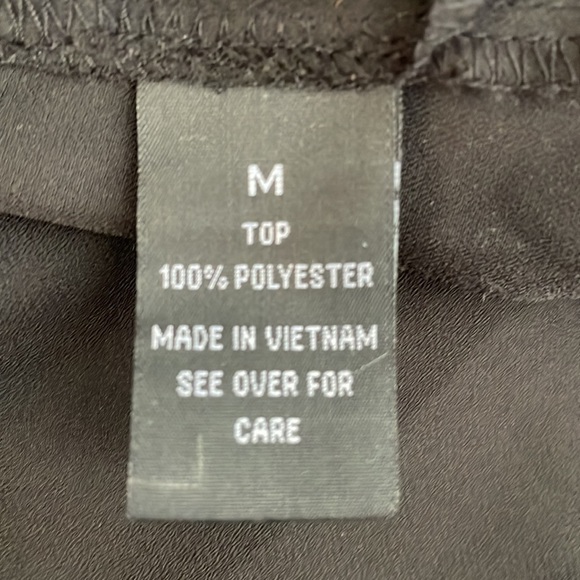 M
TOP
100% POLYESTER
MADE IN VIETNAM
SEE OVER FOR
CARE